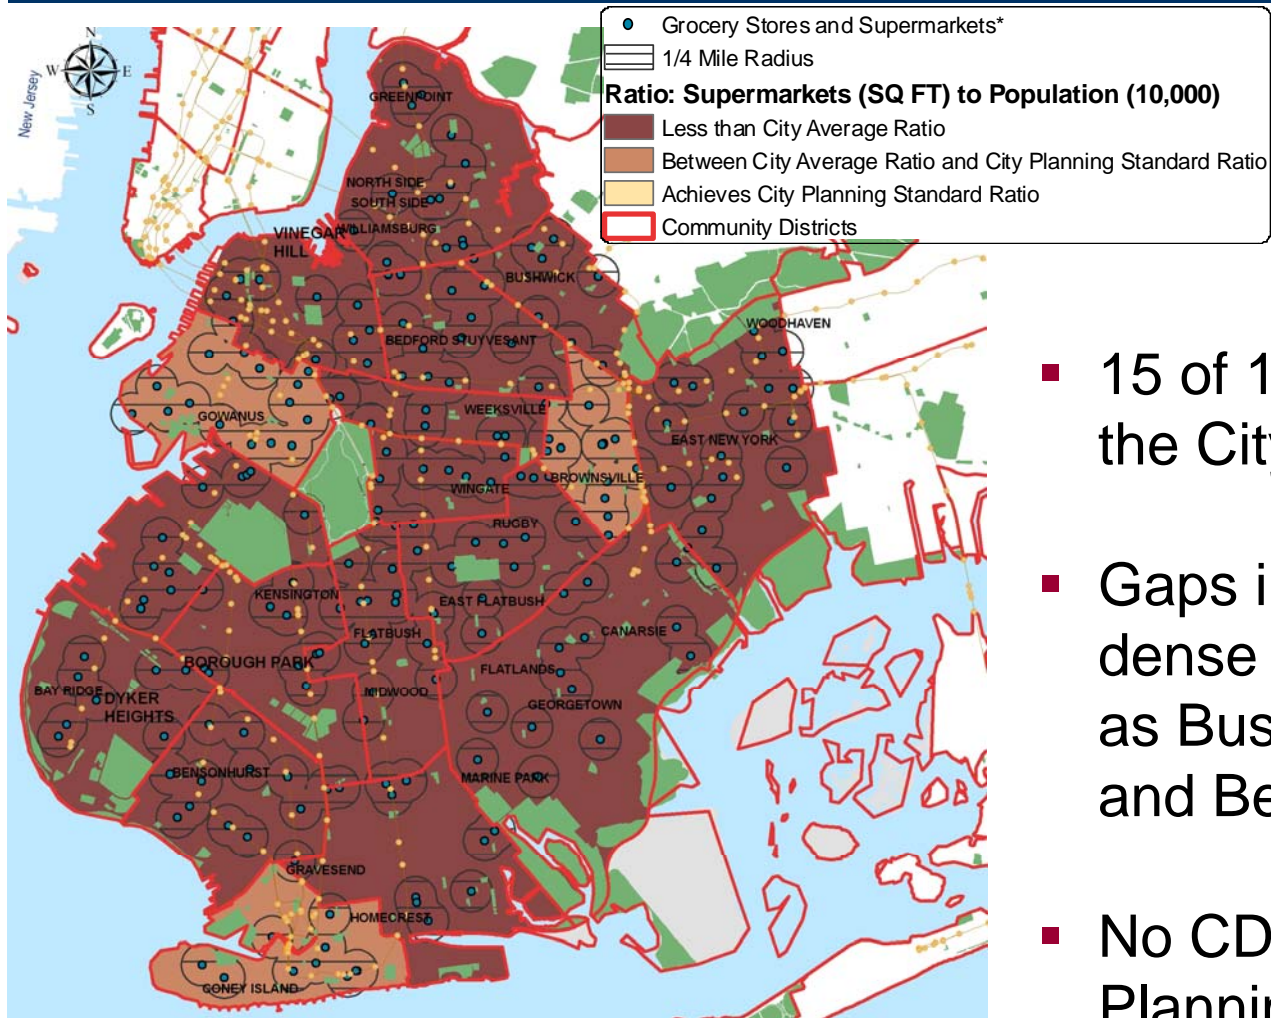 Grocery Stores and Supermarkets*
1/4 Mile Radius
Ratio: Supermarkets (SQ FT) to Population (10,000)
Less than City Average Ratio
Between City Average Ratio and City Planning Standard Ratio
Achieves City Planning Standard Ratio
Community Districts
N
W E
S
New Jersey
GREENPOINT
NORTH SIDE
SOUTH SIDE
WILLIAMSBURG
VINEGAR
HILL
BUSHWICK
WOODHAVEN
BEDFORD STUYVESANT
WEEKSVILLE
GOWANUS
EAST NEW YORK
BROWNSVILLE
WINGATE
RUGBY
KENSINGTON
EAST FLATBUSH
FLATBUSH
CANARSIE
BOROUGH PARK
FLATLANDS
BAY RIDGE
DYKER
HEIGHTS
MIDWOOD
GEORGETOWN
BENSONHURST
MARINE PARK
GRAVESEND
HOMECREST
CONEY ISLAND
▪ 15 of 1
the City
▪ Gaps i
dense
as Bus
and Be
▪ No CD
Plannin